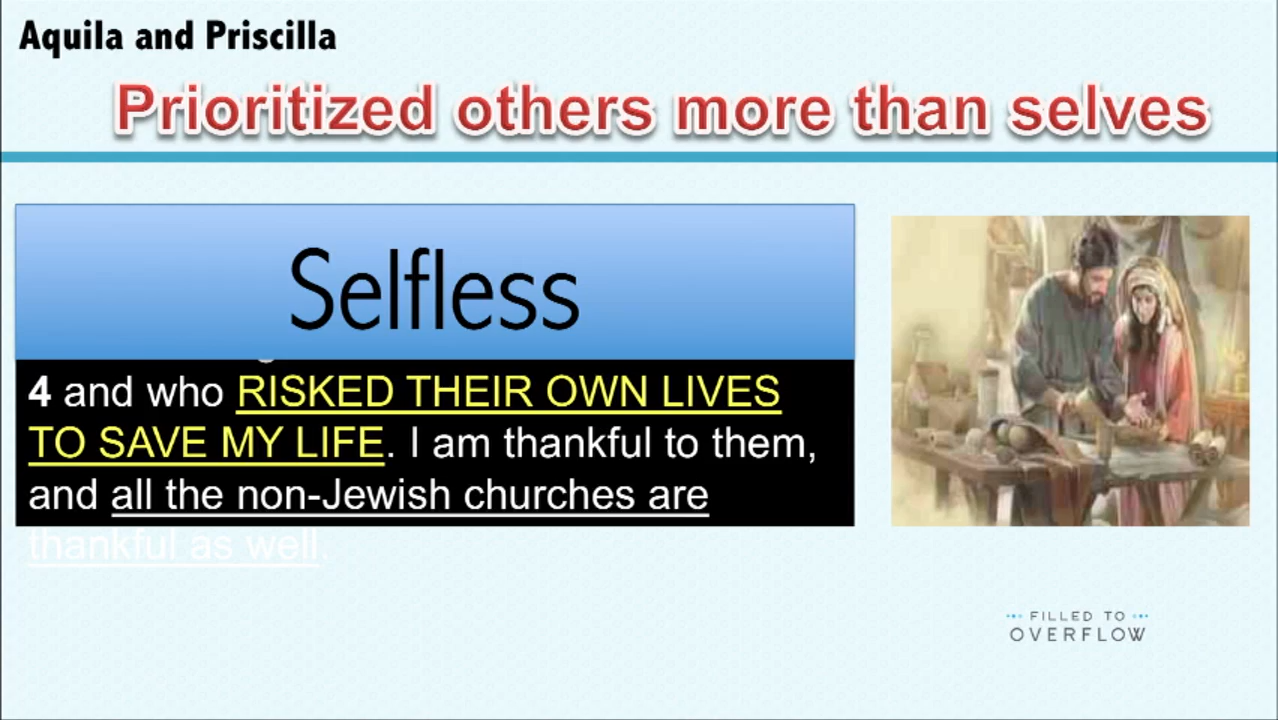 Aquila and Priscilla
Prioritized others more than selves
Selfless
4 and who RISKED THEIR OWN LIVES
TO SAVE MY LIFE. I am thankful to them,
and all the non-Jewish churches are
thankful as well.
FILLED TO
OVERFLOW